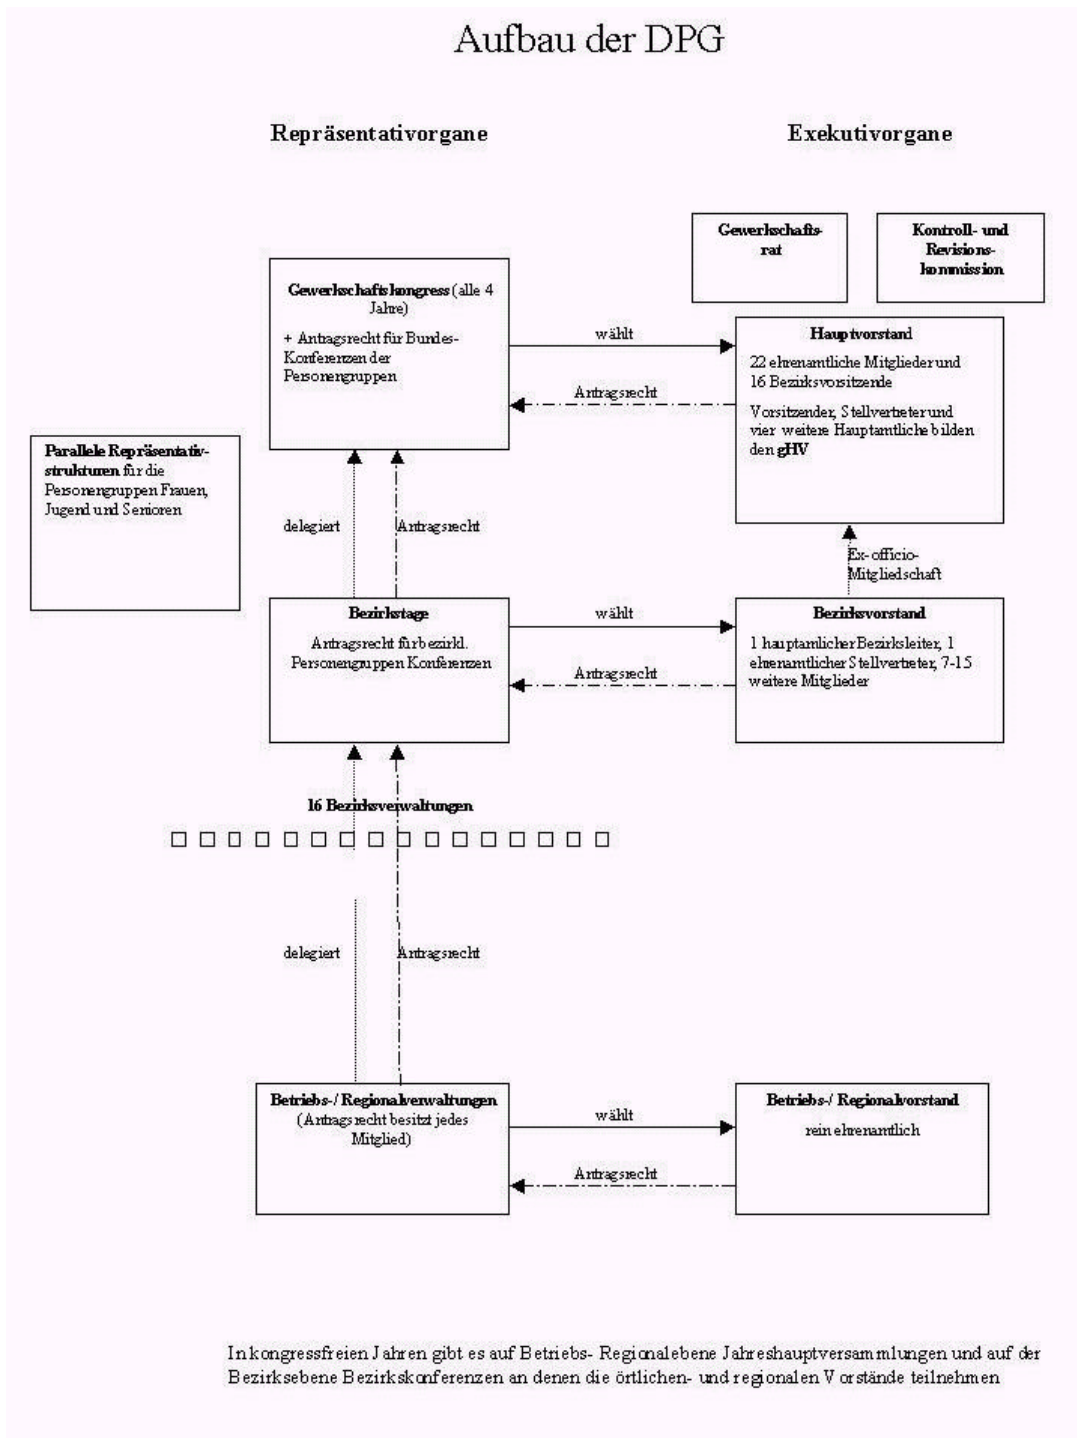 Aufbau der DPG
Repräsentativorgane
Exekutivorgane
Gewerkschafts-
rat
Kontroll- und
Revisions-
kommission
Gewerkschaftskongress (alle 4
Jahre)
+ Antragsrecht für Bundes-
Konferenzen der
Personengruppen
wählt
Antragsrecht
Hauptvorstand
22 ehrenamtliche Mitglieder und
16 Bezirksvorsitzende
Vorsitzender, Stellvertreter und
vier weitere Hauptamtliche bilden
den gHV
Parallele Repräsentativ-
strukturen für die
Personengruppen Frauen,
Jugend und Senioren
delegiert
Antragsrecht
Ex-officio-
Mitgliedschaft
Bezirkstage
Antragsrecht für bezirkl.
Personengruppen Konferenzen
wählt
Antragsrecht
Bezirksvorstand
1 hauptamlicher Bezirksleiter, 1
ehrenamtlicher Stellvertreter, 7-15
weitere Mitglieder
16 Bezirksverwaltungen
delegiert
Antragsrecht
Betriebs-/ Regionalverwaltungen
(Antragsrecht besitzt jedes
Mitglied)
wählt
Antragsrecht
Betriebs-/ Regionalvorstand
rein ehrenamtlich
In kongressfreien Jahren gibt es auf Betriebs- Regionalebene Jahreshauptversammlungen und auf der
Bezirksebene Bezirkskonferenzen an denen die örtlichen- und regionalen Vorstände teilnehmen